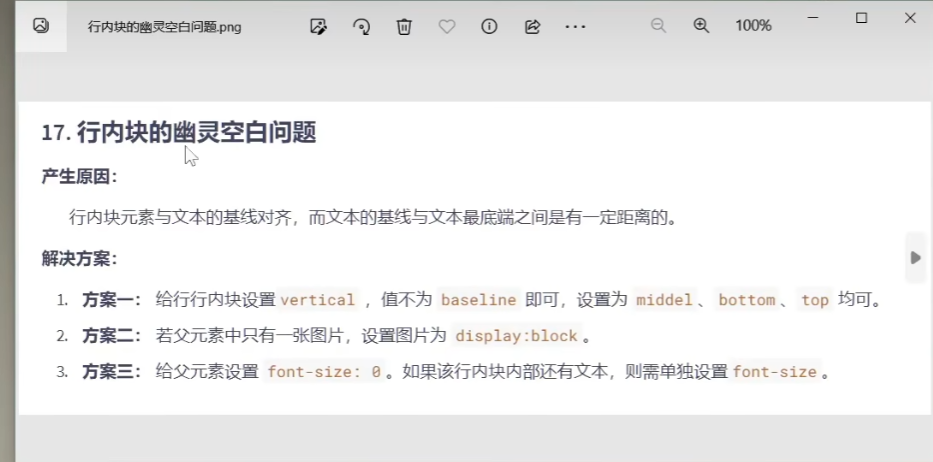 行内块的幽灵空白问题.png
100%
17. 行内块的幽灵空白问题
产生原因：
行内块元素与文本的基线对齐，而文本的基线与文本最底端之间是有一定距离的。
解决方案：
1. 方案一： 给行行内块设置 vertical ，值不为 baseline 即可，设置为 middel 、 bottom 、 top 均可。
2. 方案二： 若父元素中只有一张图片，设置图片为 display:block 。
3. 方案三： 给父元素设置 font-size: 0 。如果该行内块内部还有文本，则需单独设置 font-size 。